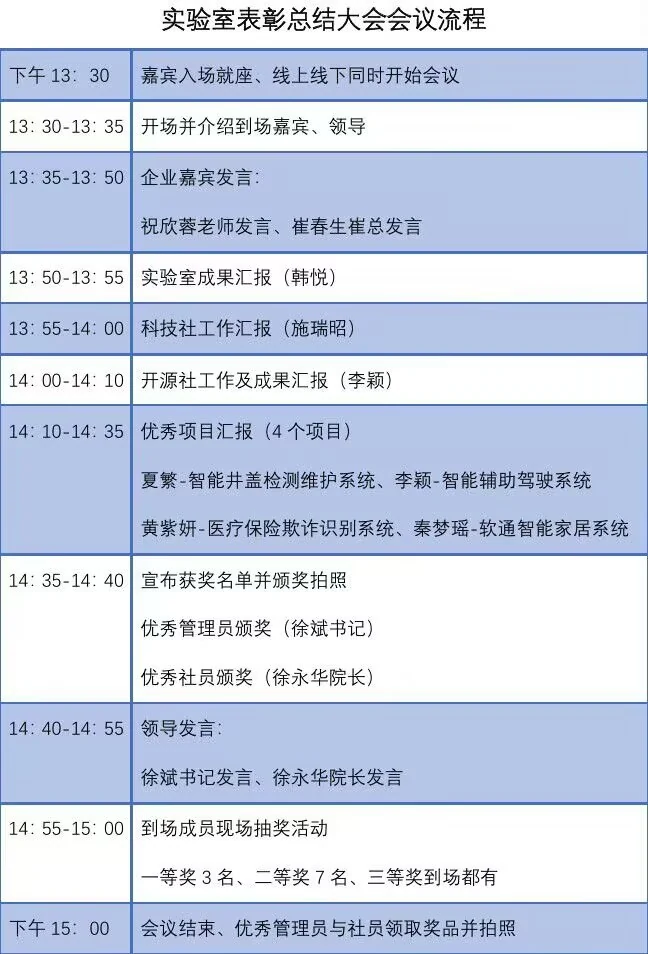 实验室表彰总结大会会议流程
下午 13：30 嘉宾入场就座、线上线下同时开始会议
13：30-13：35 开场并介绍到场嘉宾、领导
13：35-13：50 企业嘉宾发言：
祝欣蓉老师发言、崔春生崔总发言
13：50-13：55 实验室成果汇报（韩悦）
13：55-14：00 科技社工作汇报（施瑞昭）
14：00-14：10 开源社工作及成果汇报（李颖）
14：10-14：35 优秀项目汇报（4 个项目）
夏繁-智能井盖检测维护系统、李颖-智能辅助驾驶系统
黄紫妍-医疗保险欺诈识别系统、秦梦瑶-软通智能家居系统
14：35-14：40 宣布获奖名单并颁奖拍照
优秀管理员颁奖（徐斌书记）
优秀社员颁奖（徐永华院长）
14：40-14：55 领导发言：
徐斌书记发言、徐永华院长发言
14：55-15：00 到场成员现场抽奖活动
一等奖 3 名、二等奖 7 名、三等奖到场都有
下午 15：00 会议结束、优秀管理员与社员领取奖品并拍照